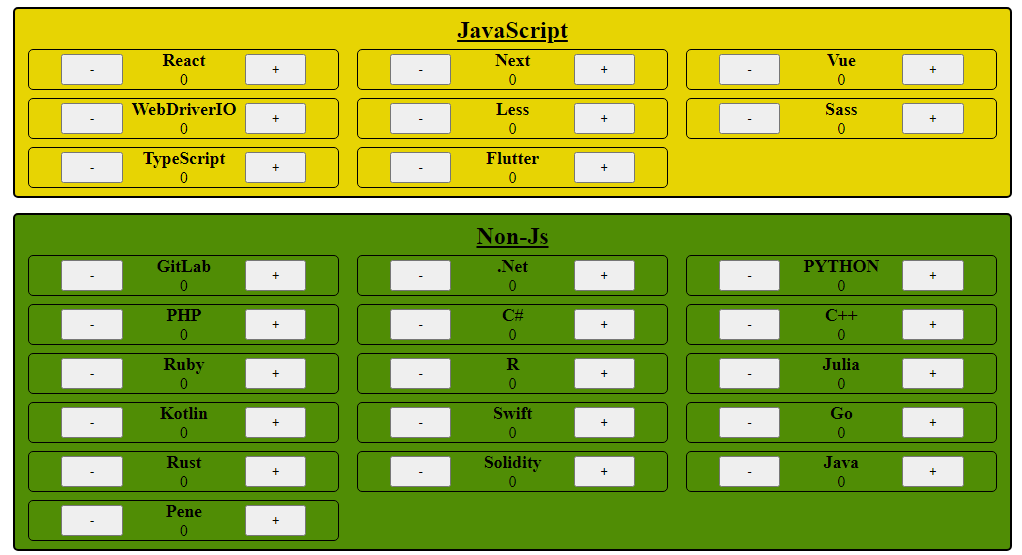 JavaScript
- React + - Next + - Vue +
0 0 0
- WebDriverIO + - Less + - Sass +
0 0 0
- TypeScript + - Flutter +
0 0
Non-Js
- GitLab + - .Net + - PYTHON +
0 0 0
- PHP + - C# + - C++ +
0 0 0
- Ruby + - R + - Julia +
0 0 0
- Kotlin + - Swift + - Go +
0 0 0
- Rust + - Solidity + - Java +
0 0 0
- Pene +
0